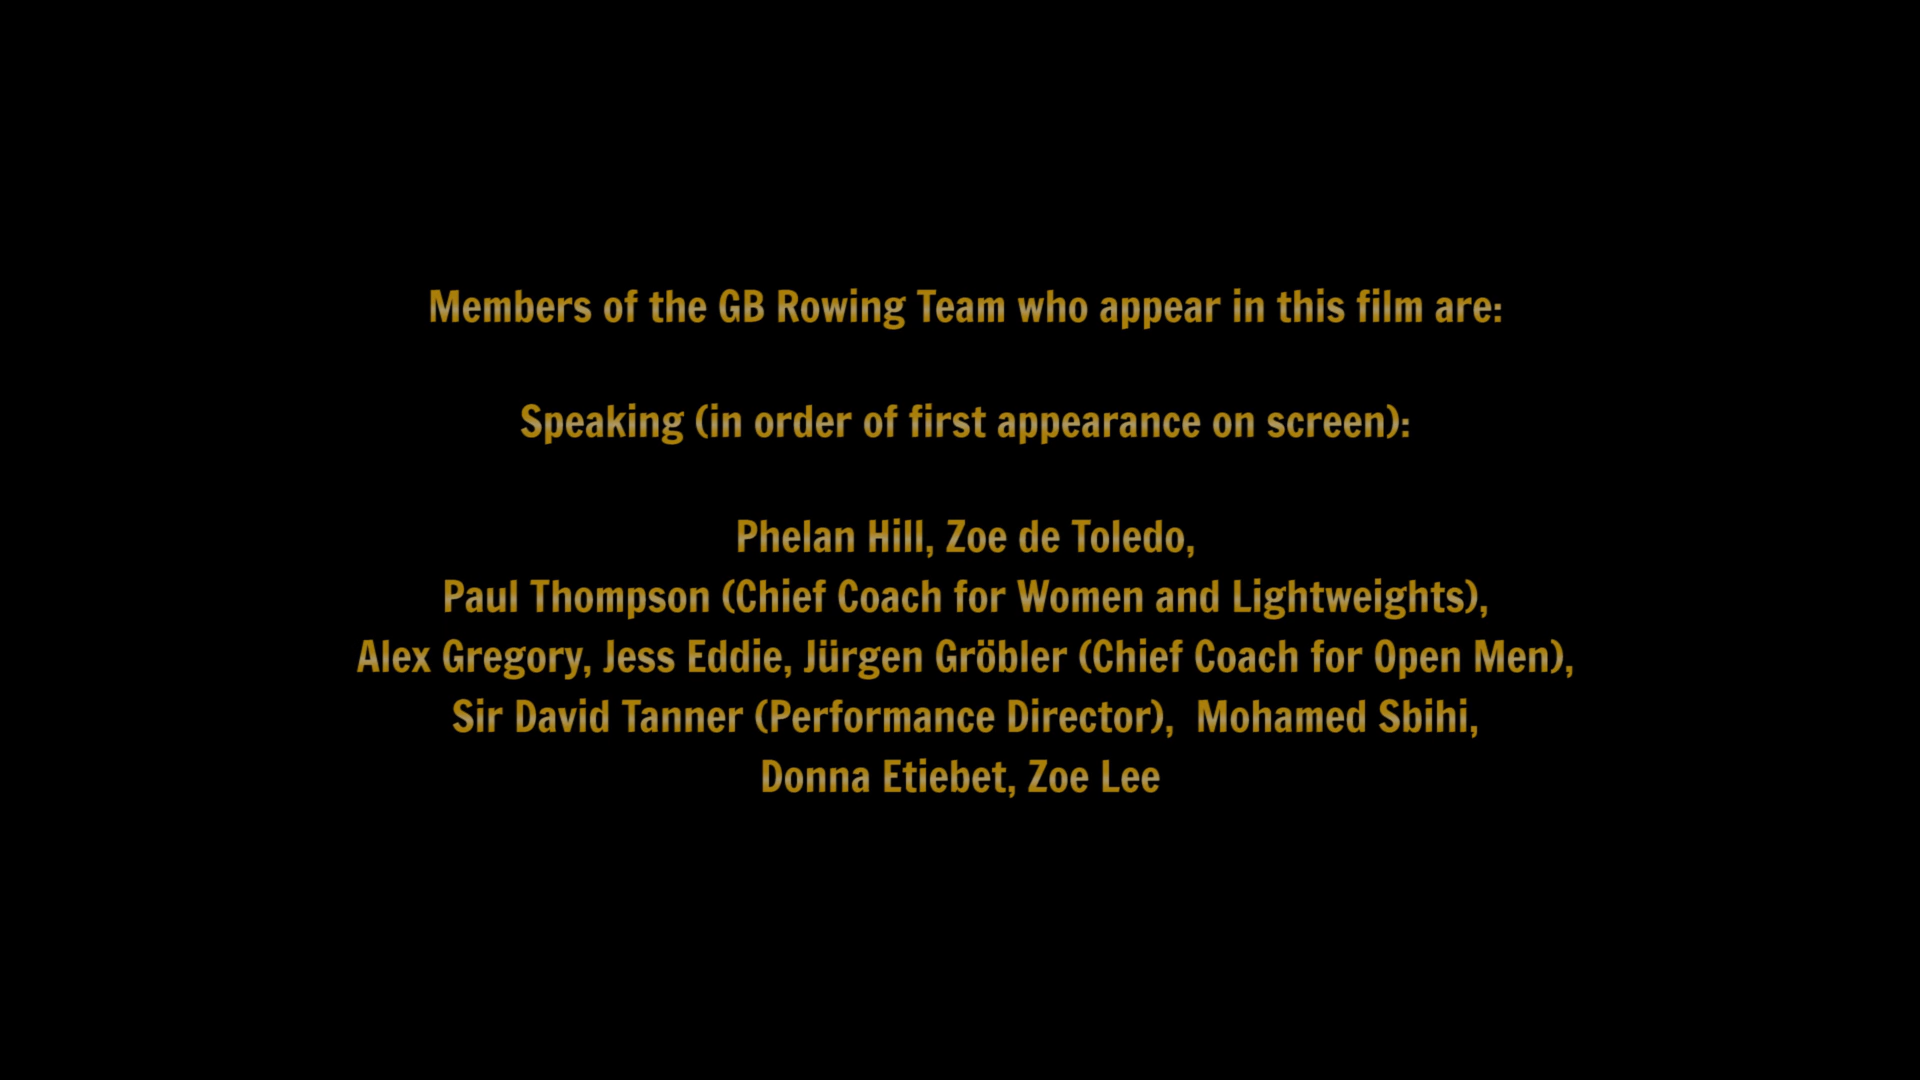 Members of the GB Rowing Team who appear in this film are:
Speaking (in order of first appearance on screen):
Phelan Hill, Zoe de Toledo,
Paul Thompson (Chief Coach for Women and Lightweights),
Alex Gregory, Jess Eddie, Jürgen Gröbler (Chief Coach for Open Men),
Sir David Tanner (Performance Director),  Mohamed Sbihi,
Donna Etiebet, Zoe Lee